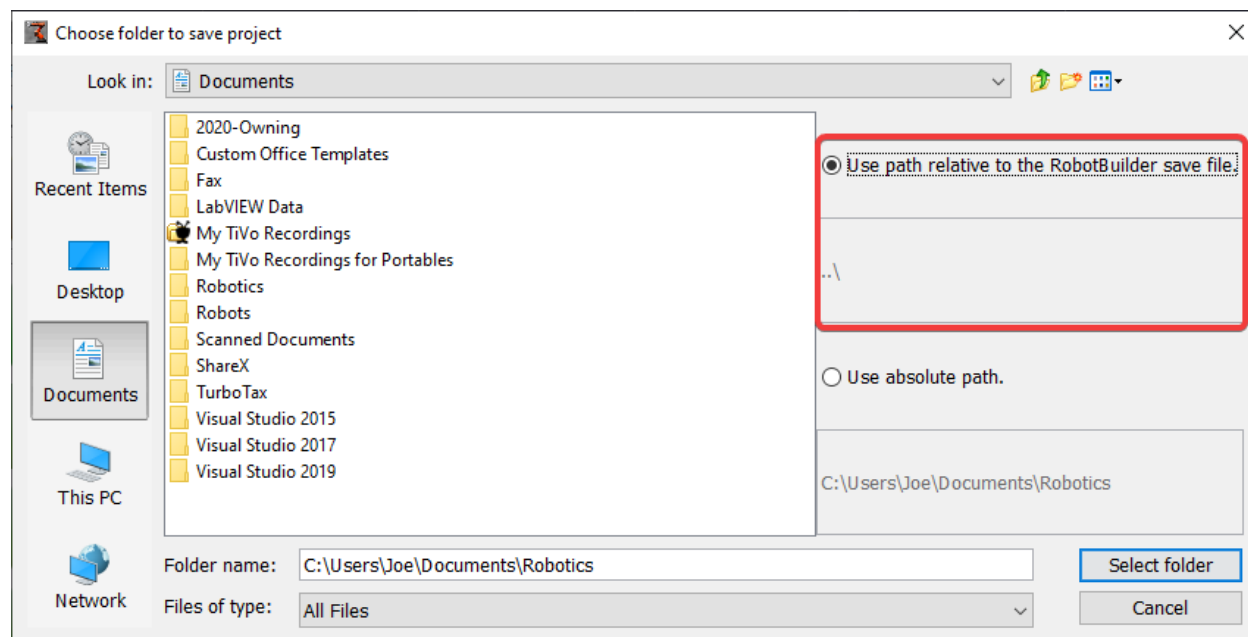 Choose folder to save project
Look in: Documents
Recent Items
Desktop
Documents
This PC
Network
2020-Owning
Custom Office Templates
Fax
LabVIEW Data
My TiVo Recordings
My TiVo Recordings for Portables
Robotics
Robots
Scanned Documents
ShareX
TurboTax
Visual Studio 2015
Visual Studio 2017
Visual Studio 2019
Use path relative to the RobotBuilder save file.
..\
Use absolute path.
C:\Users\Joe\Documents\Robotics
Folder name: C:\Users\Joe\Documents\Robotics
Select folder
Files of type: All Files
Cancel